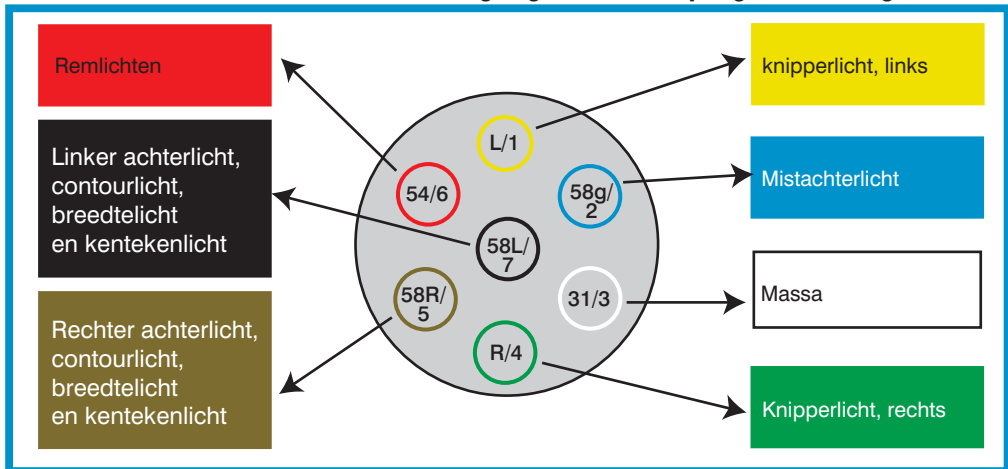 Remlichten
Linker achterlicht,
contourlicht,
breedtelicht
en kentekenlicht
Rechter achterlicht,
contourlicht,
breedtelicht
en kentekenlicht
L/1
54/6
58g/
2
58L/
7
58R/
5
31/3
R/4
knipperlicht, links
Mistachterlicht
Massa
Knipperlicht, rechts